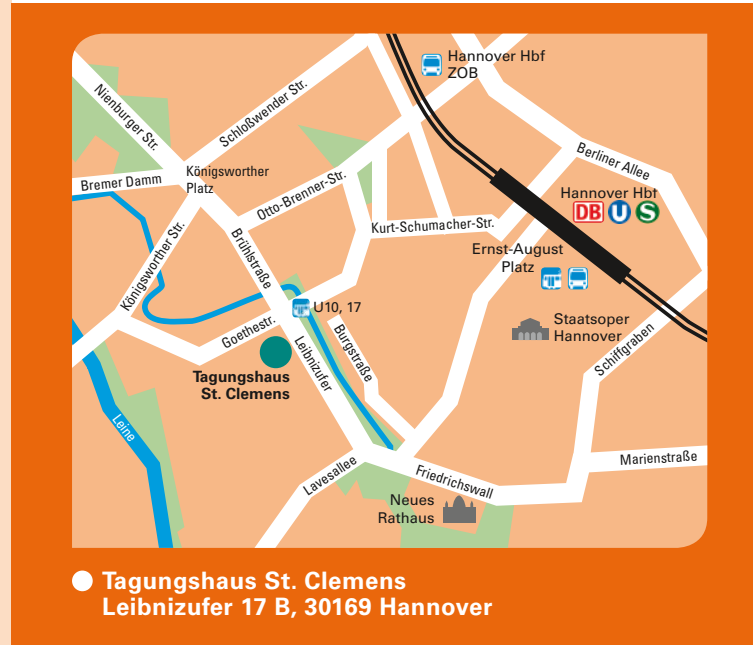 Hannover Hbf
ZOB
Nienburger Str.
Schloßwender Str.
Berliner Allee
Königsworther
Platz
Bremer Damm
Otto-Brenner-Str.
Hannover Hbf
DB U S
Kurt-Schumacher-Str.
Königsworther Str.
Brühlstraße
Ernst-August
Platz
U10, 17
Goethestr.
Burgstraße
Staatsoper
Hannover
Schiffgraben
Leibnizufer
Tagungshaus
St. Clemens
Leine
Lavesallee
Friedrichswall
Marienstraße
Neues
Rathaus
Tagungshaus St. Clemens
Leibnizufer 17 B, 30169 Hannover